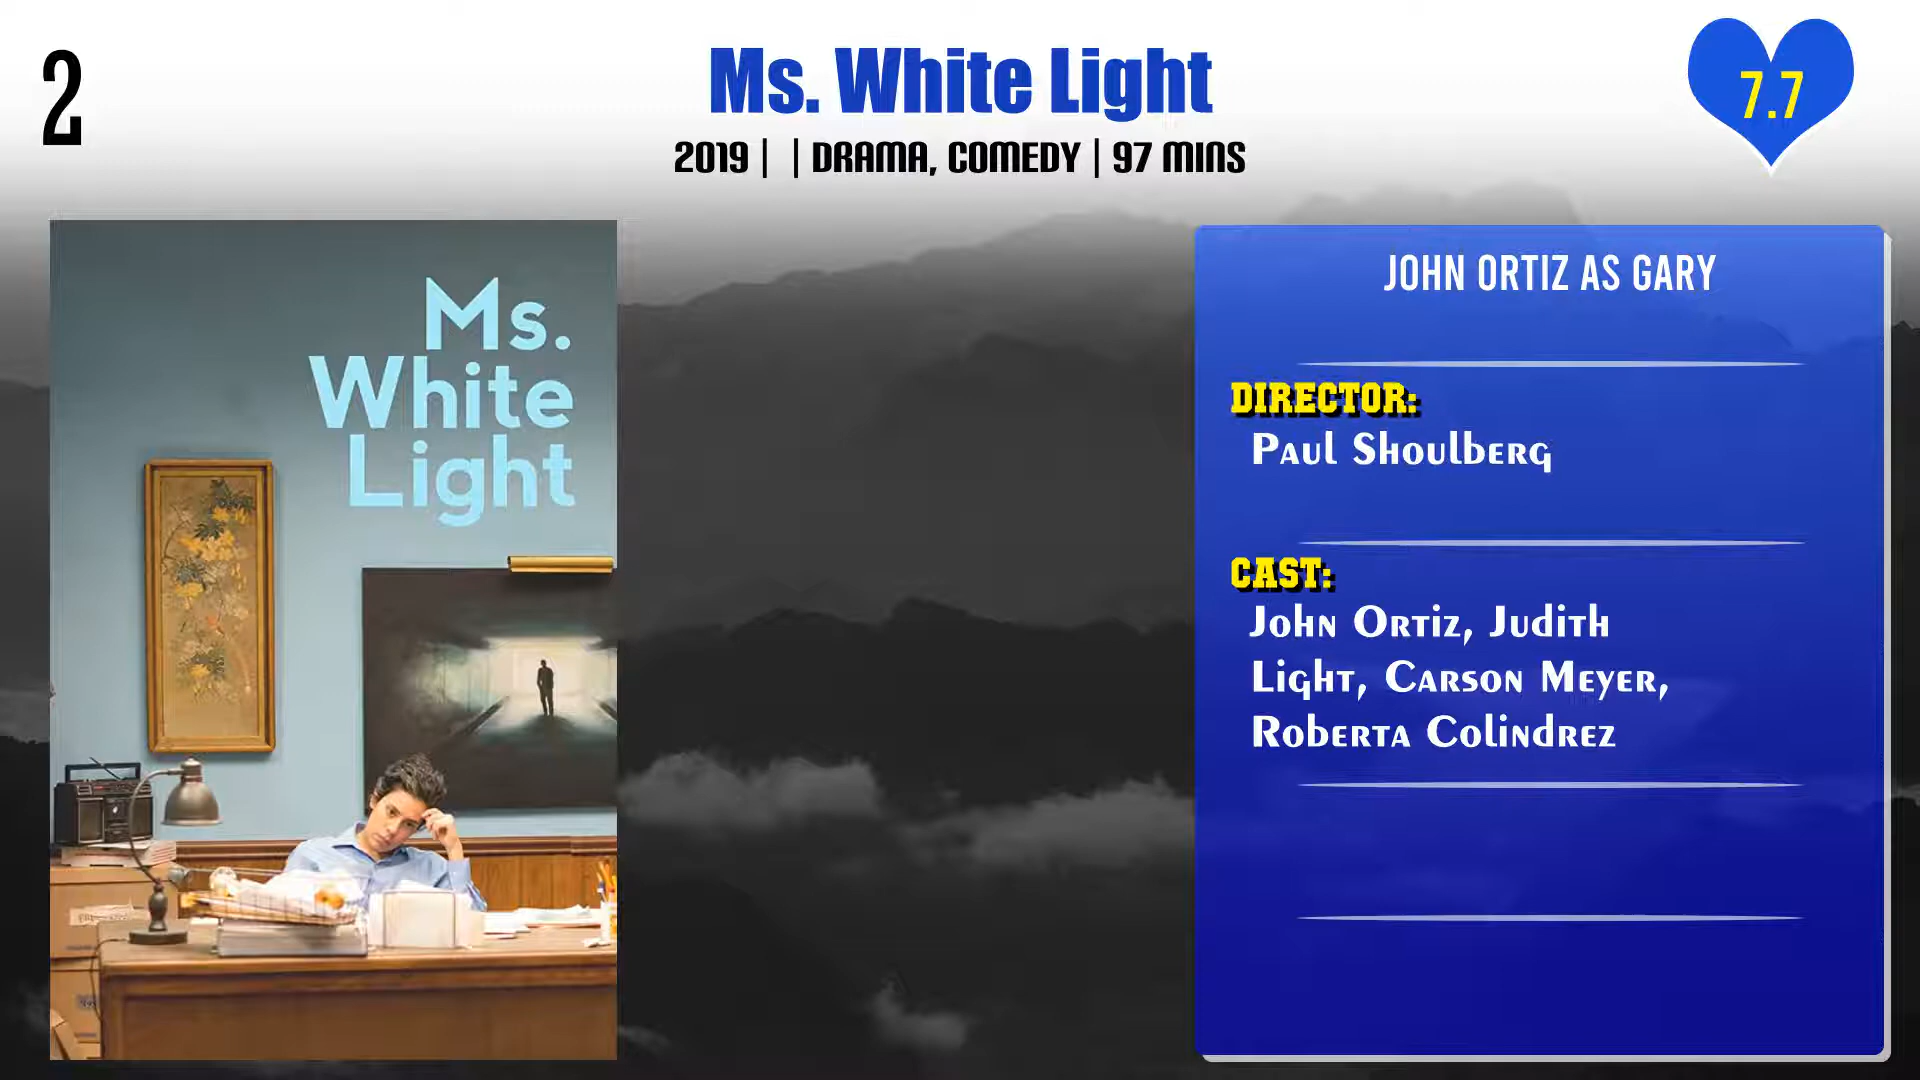 2
Ms. White Light
7.7
2019 | | DRAMA, COMEDY | 97 MINS
Ms.
White
Light
JOHN ORTIZ AS GARY
DIRECTOR:
Paul Shoulberg
CAST:
John Ortiz, Judith
Light, Carson Meyer,
Roberta Colindrez